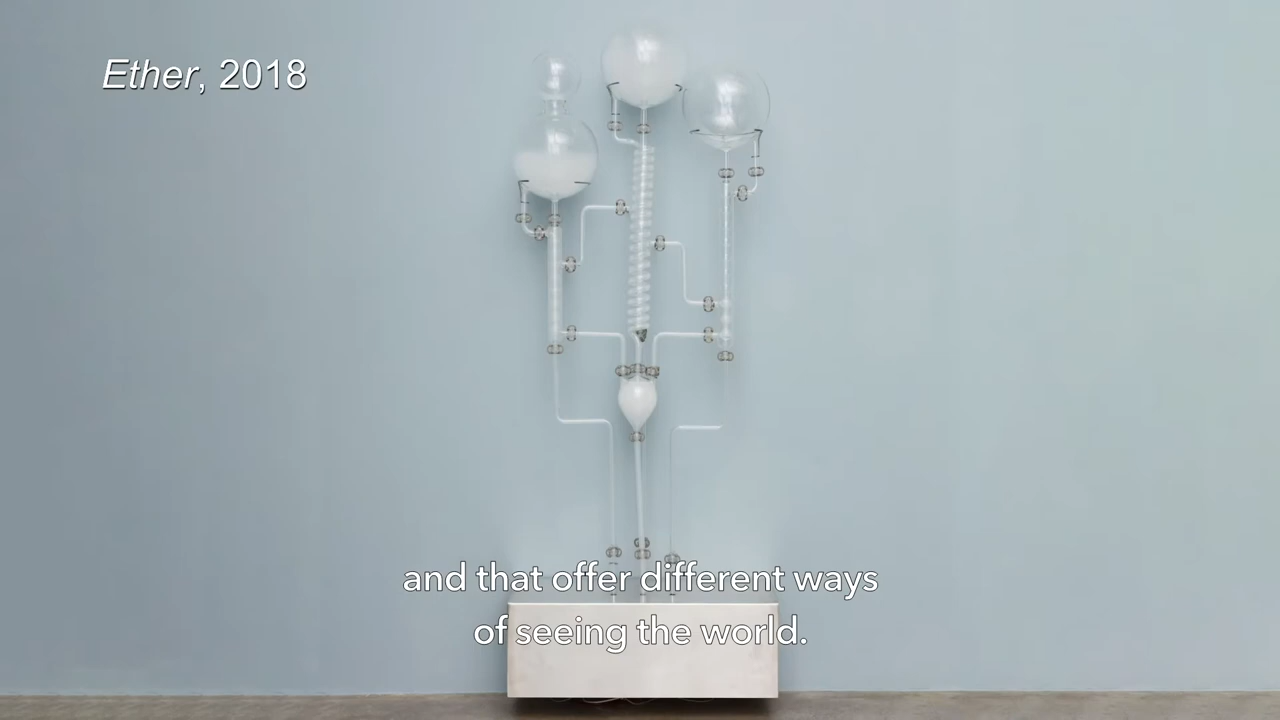 Ether, 2018
and that offer different ways
of seeing the world.